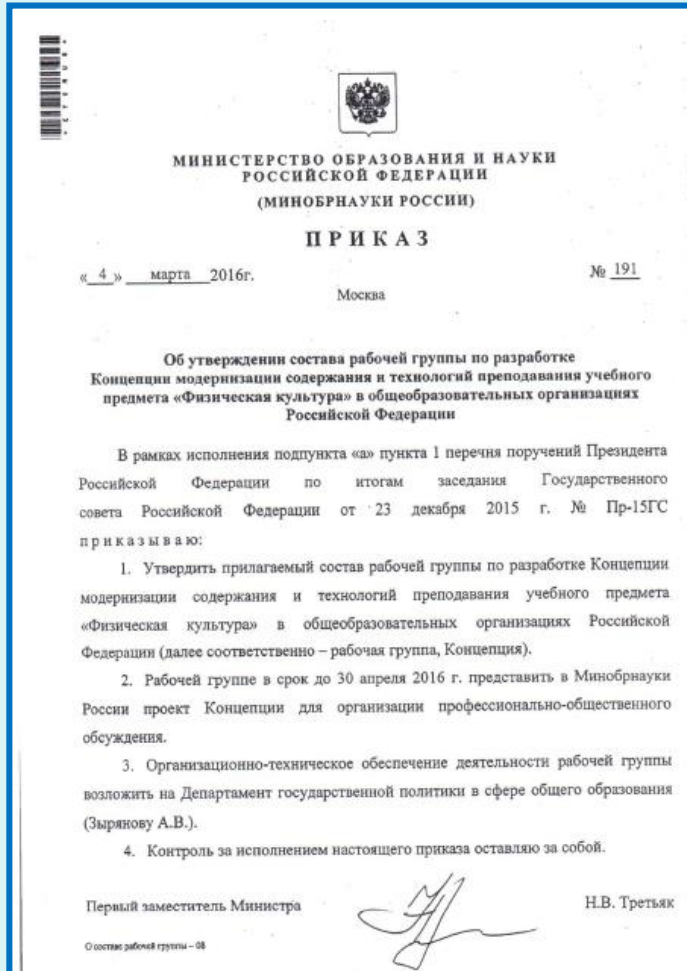 МИНИСТЕРСТВО ОБРАЗОВАНИЯ И НАУКИ
РОССИЙСКОЙ ФЕДЕРАЦИИ
(МИНОБРНАУКИ РОССИИ)
ПРИКАЗ
« 4 » марта 2016г.
№ 191
Москва
Об утверждении состава рабочей группы по разработке
Концепции модернизации содержания и технологий преподавания учебного
предмета «Физическая культура» в общеобразовательных организациях
Российской Федерации
В рамках исполнения подпункта «а» пункта 1 перечня поручений Президента
Российской Федерации по итогам заседания Государственного
совета Российской Федерации от 23 декабря 2015 г. № Пр-15ГС
приказываю:
1. Утвердить прилагаемый состав рабочей группы по разработке Концепции
модернизации содержания и технологий преподавания учебного предмета
«Физическая культура» в общеобразовательных организациях Российской
Федерации (далее соответственно – рабочая группа, Концепция).
2. Рабочей группе в срок до 30 апреля 2016 г. представить в Минобрнауки
России проект Концепции для организации профессионально-общественного
обсуждения.
3. Организационно-техническое обеспечение деятельности рабочей группы
возложить на Департамент государственной политики в сфере общего образования
(Зырянову А.В.).
4. Контроль за исполнением настоящего приказа оставляю за собой.
Первый заместитель Министра
Н.В. Третьяк
О составе рабочей группы – 08